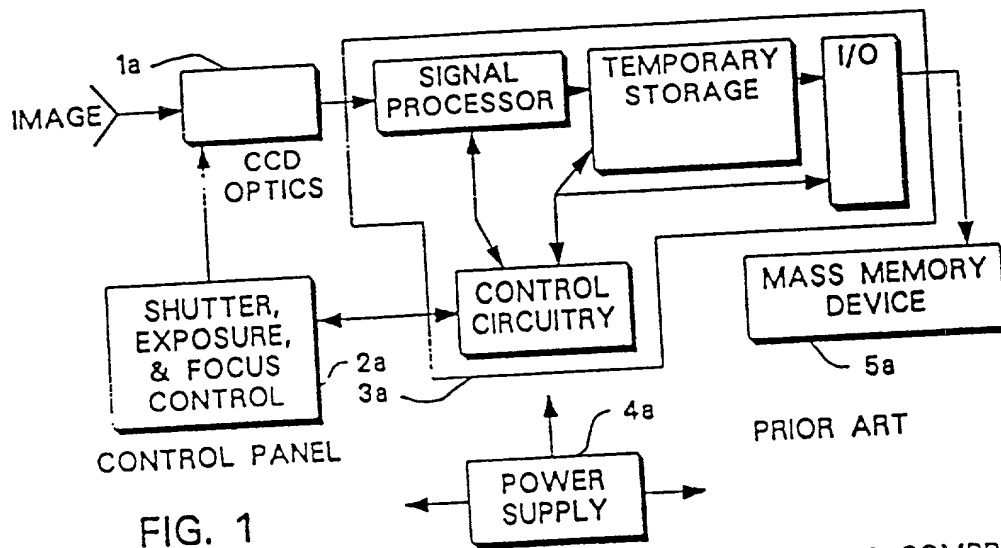 1a
IMAGE
CCD
OPTICS
SIGNAL
PROCESSOR
TEMPORARY
STORAGE
I/O
SHUTTER,
EXPOSURE,
& FOCUS
CONTROL
2a
3a
CONTROL PANEL
CONTROL
CIRCUITRY
MASS MEMORY
DEVICE
5a
4a
POWER
SUPPLY
PRIOR ART
FIG. 1